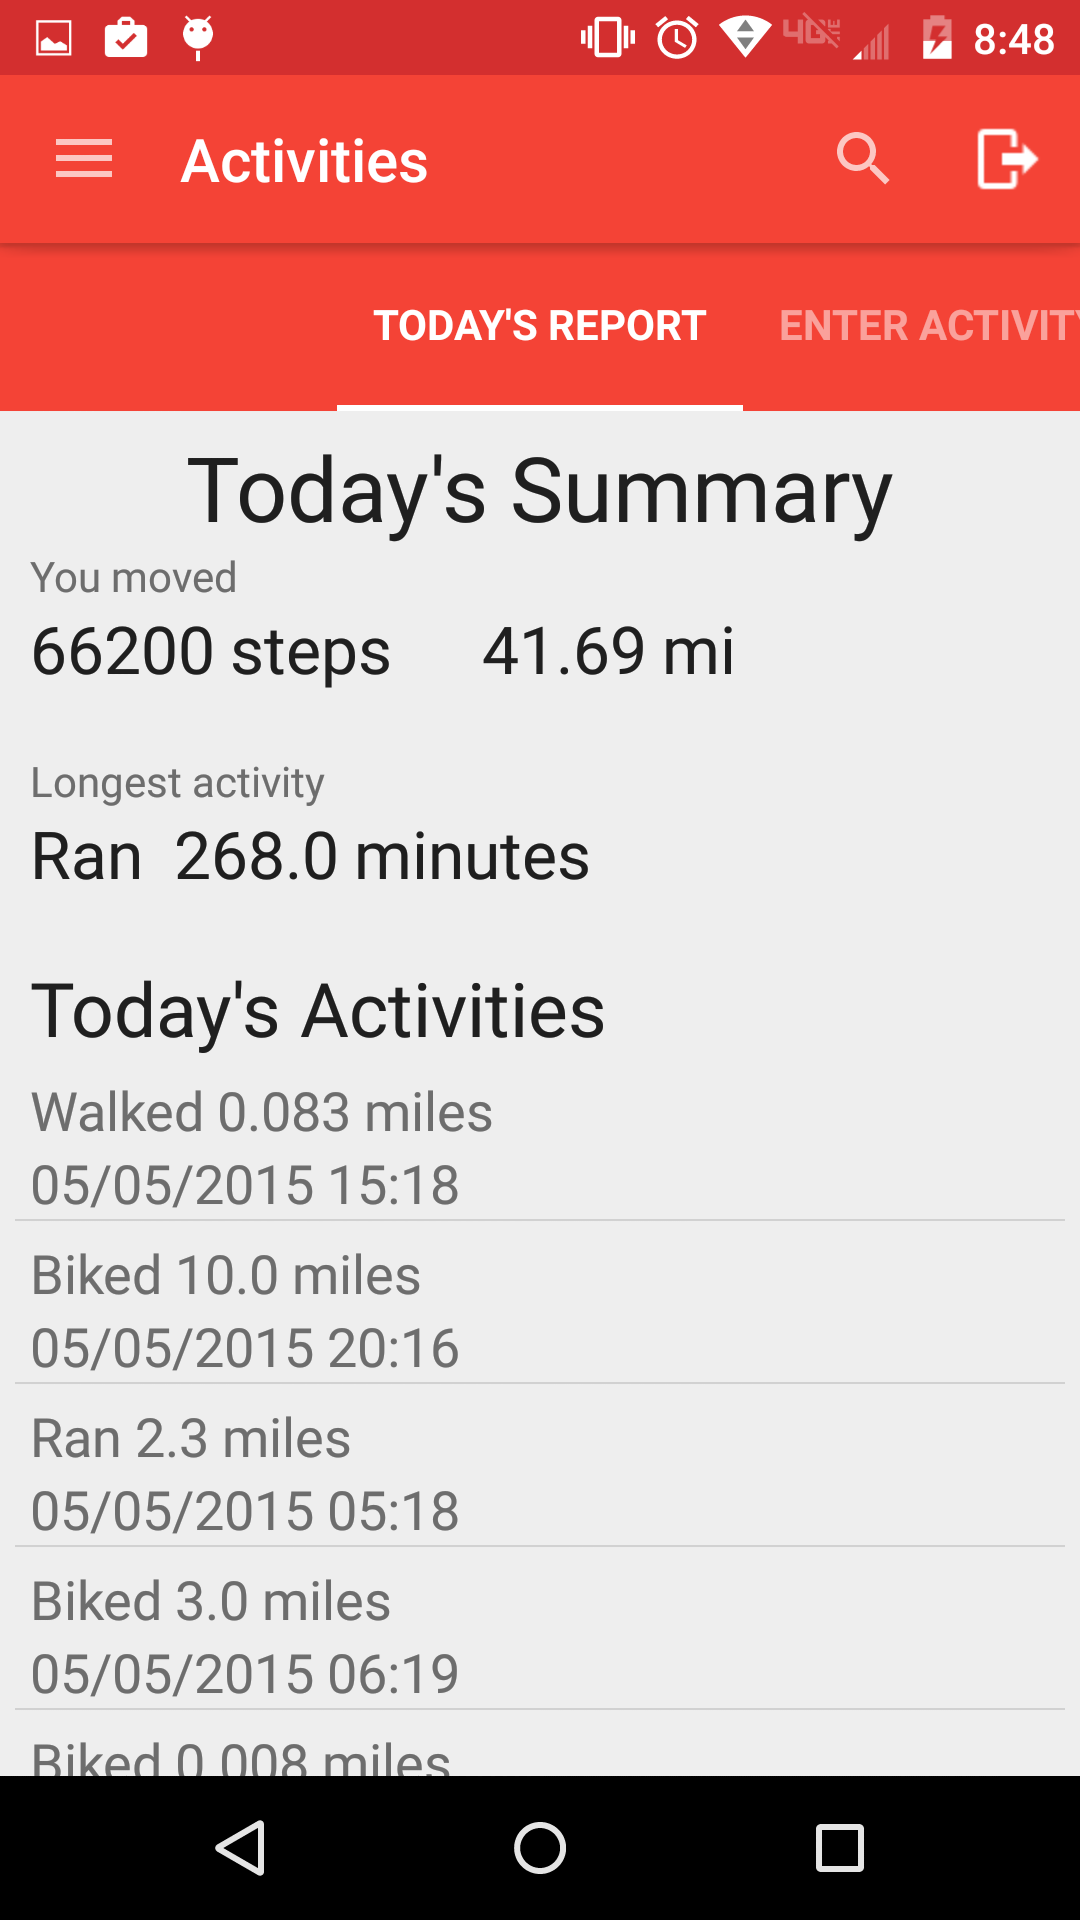 8:48
Activities
TODAY'S REPORT ENTER ACTIVITY
Today's Summary
You moved
66200 steps 41.69 mi
Longest activity
Ran 268.0 minutes
Today's Activities
Walked 0.083 miles
05/05/2015 15:18
Biked 10.0 miles
05/05/2015 20:16
Ran 2.3 miles
05/05/2015 05:18
Biked 3.0 miles
05/05/2015 06:19
Biked 0.008 miles